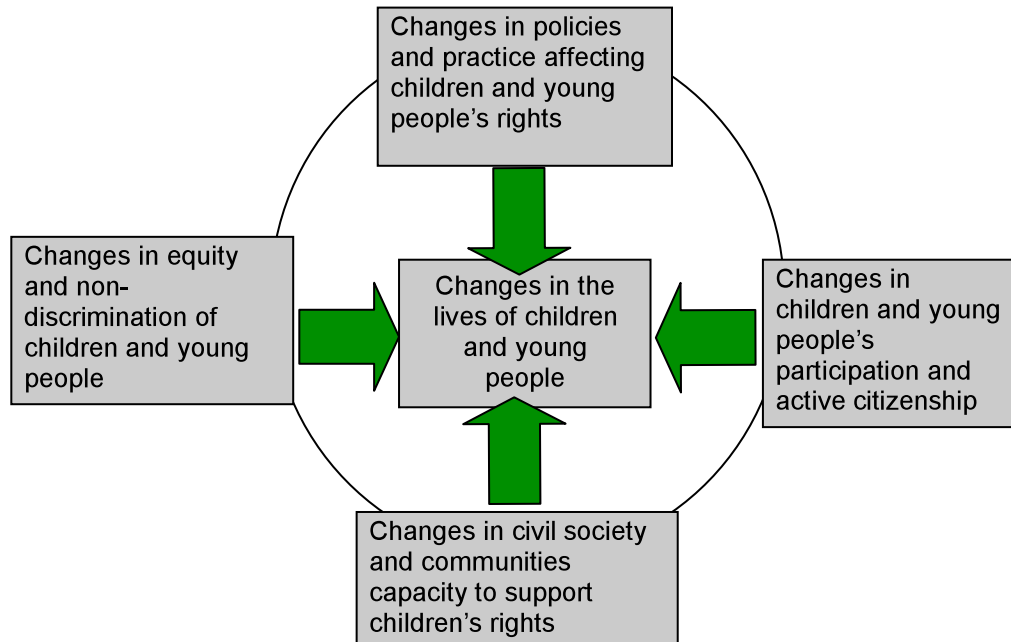 Changes in policies
and practice affecting
children and young
people’s rights
Changes in equity
and non-
discrimination of
children and young
people
Changes in the
lives of children
and young
people
Changes in
children and young
people’s
participation and
active citizenship
Changes in civil society
and communities
capacity to support
children’s rights